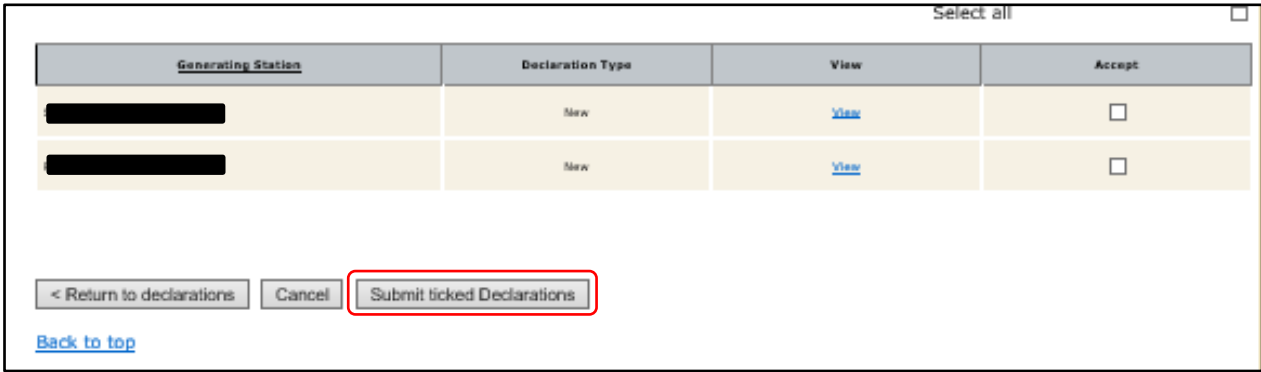 Select all
Generating Station Declaration Type View Accept
New View
New View
< Return to declarations Cancel Submit ticked Declarations
Back to top